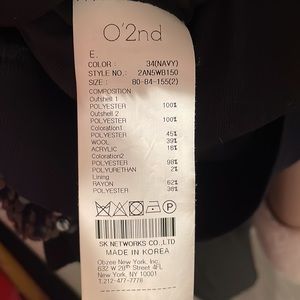 O'2nd
E.
COLOR : 34(NAVY)
STYLE NO.: 2AN5WB150
SIZE : 80-84-155(2)
COMPOSITION
Outshell 1
POLYESTER 100%
Outshell 2
POLYESTER 100%
Coloration1
POLYESTER 45%
WOOL 39%
ACRYLIC 16%
Coloration2
POLYESTER 98%
POLYURETHAN 2%
Lining
RAYON 62%
POLYESTER 38%
SK NETWORKS CO.,LTD
MADE IN KOREA
Obzee New York, Inc.
632 W 28th Street 4FL
New York, NY 10001
T.212-477-7778